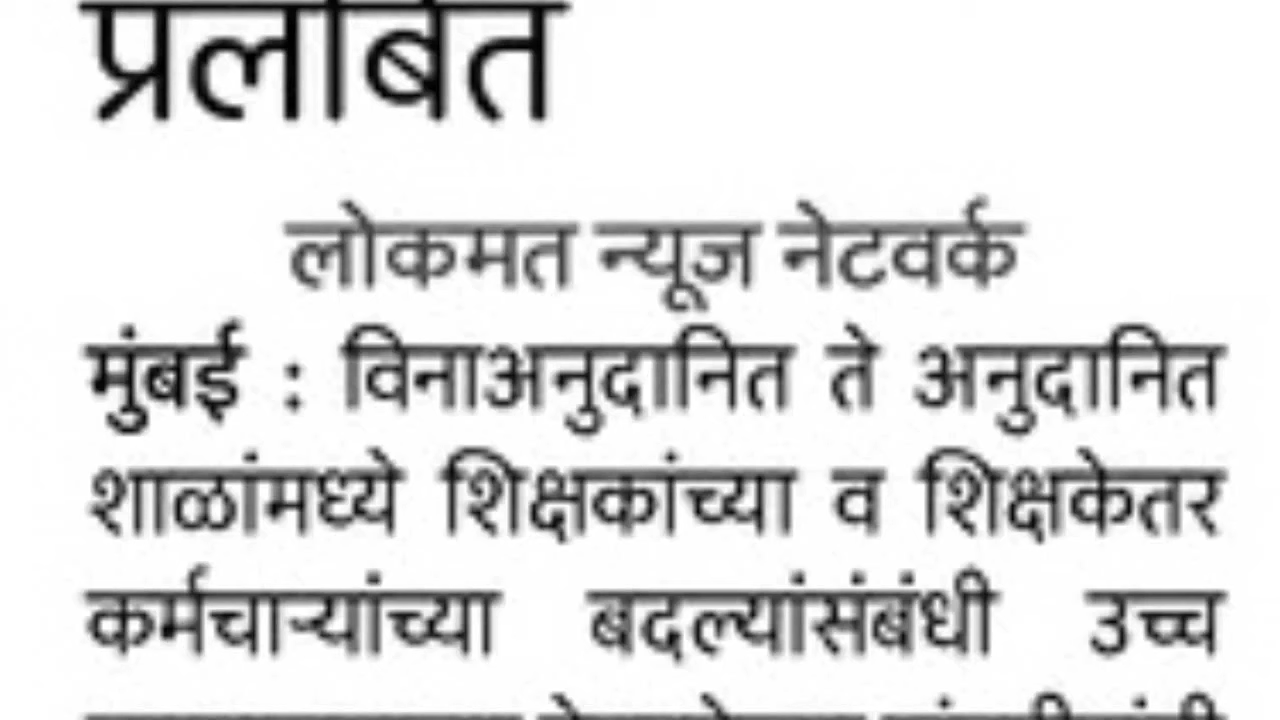 प्रलंबित
लोकमत न्यूज नेटवर्क
मुंबई : विनाअनुदानित ते अनुदानित
शाळांमध्ये शिक्षकांच्या व शिक्षकेतर
कर्मचाऱ्यांच्या बदल्यांसंबंधी उच्च